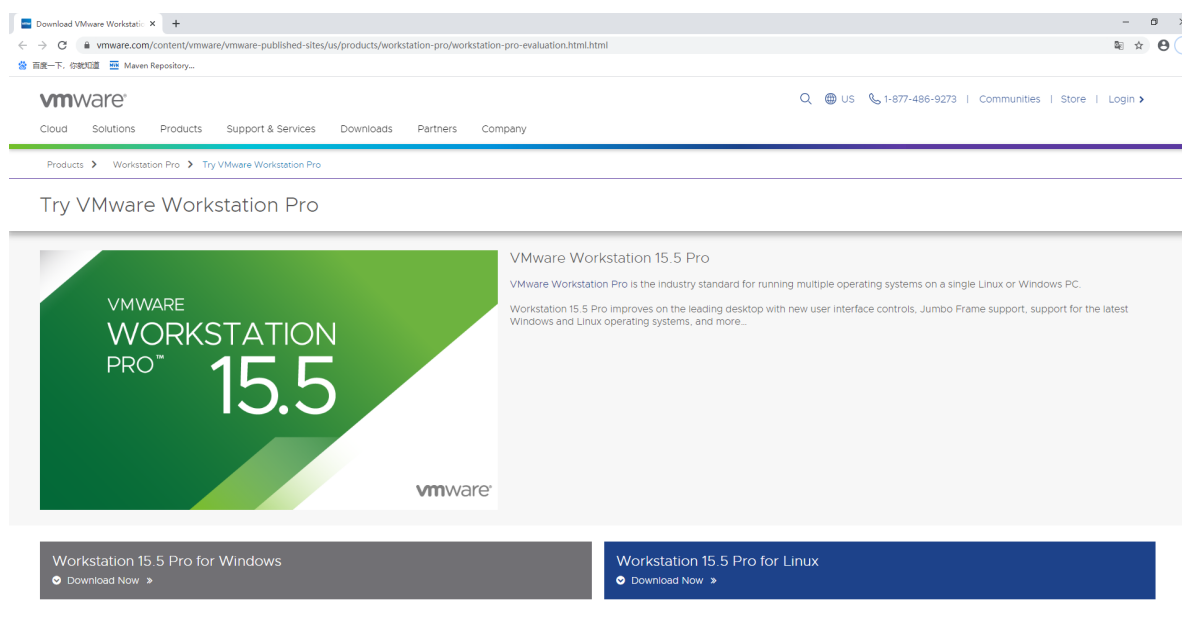 Download VMware Workstatio
vmware.com/content/vmware/vmware-published-sites/us/products/workstation-pro/workstation-pro-evaluation.html.html
百度一下，你就知道 Maven Repository...
vmware
US 1-877-486-9273 | Communities | Store | Login
Cloud Solutions Products Support & Services Downloads Partners Company
Products Workstation Pro Try VMware Workstation Pro
Try VMware Workstation Pro
VMWARE
WORKSTATION
PRO™
15.5
vmware
VMware Workstation 15.5 Pro
VMware Workstation Pro is the industry standard for running multiple operating systems on a single Linux or Windows PC.
Workstation 15.5 Pro improves on the leading desktop with new user interface controls, Jumbo Frame support, support for the latest
Windows and Linux operating systems, and more...
Workstation 15.5 Pro for Windows
Download Now »
Workstation 15.5 Pro for Linux
Download Now »